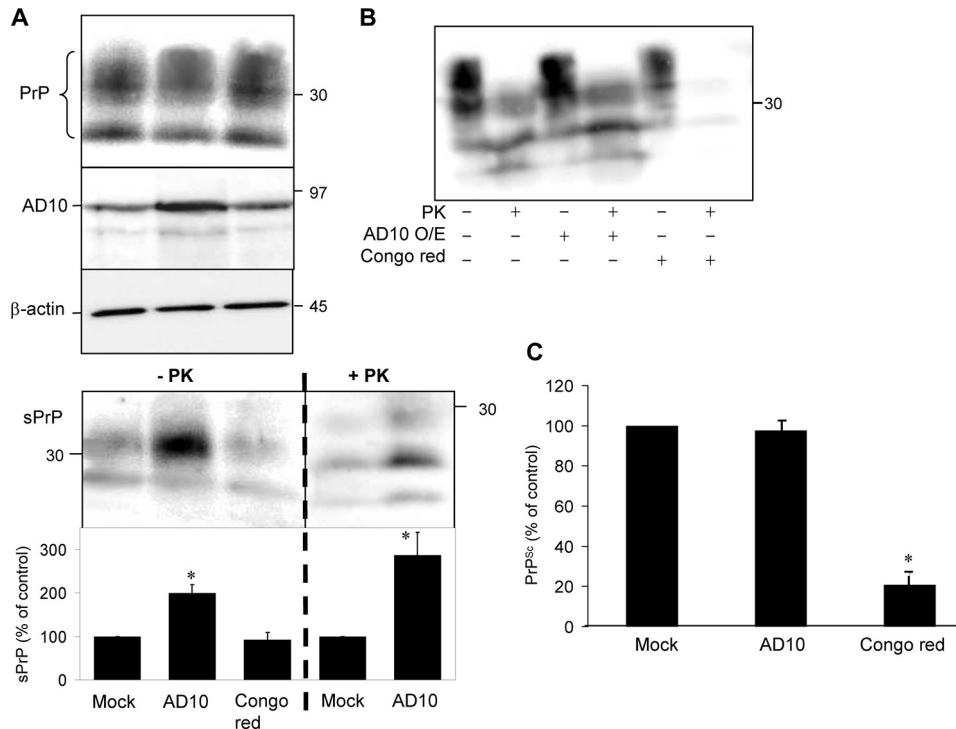 A
PrP
30
AD10
97
β-actin
45
- PK
+ PK
sPrP
30
30
sPrP (% of control)
300
200
100
0
*
*
Mock
AD10
Congo red
Mock
AD10
B
30
PK
– + – + – +
AD10 O/E
– – + + – –
Congo red
– – – – + +
C
PrPSc (% of control)
120
100
80
60
40
20
0
*
Mock
AD10
Congo red